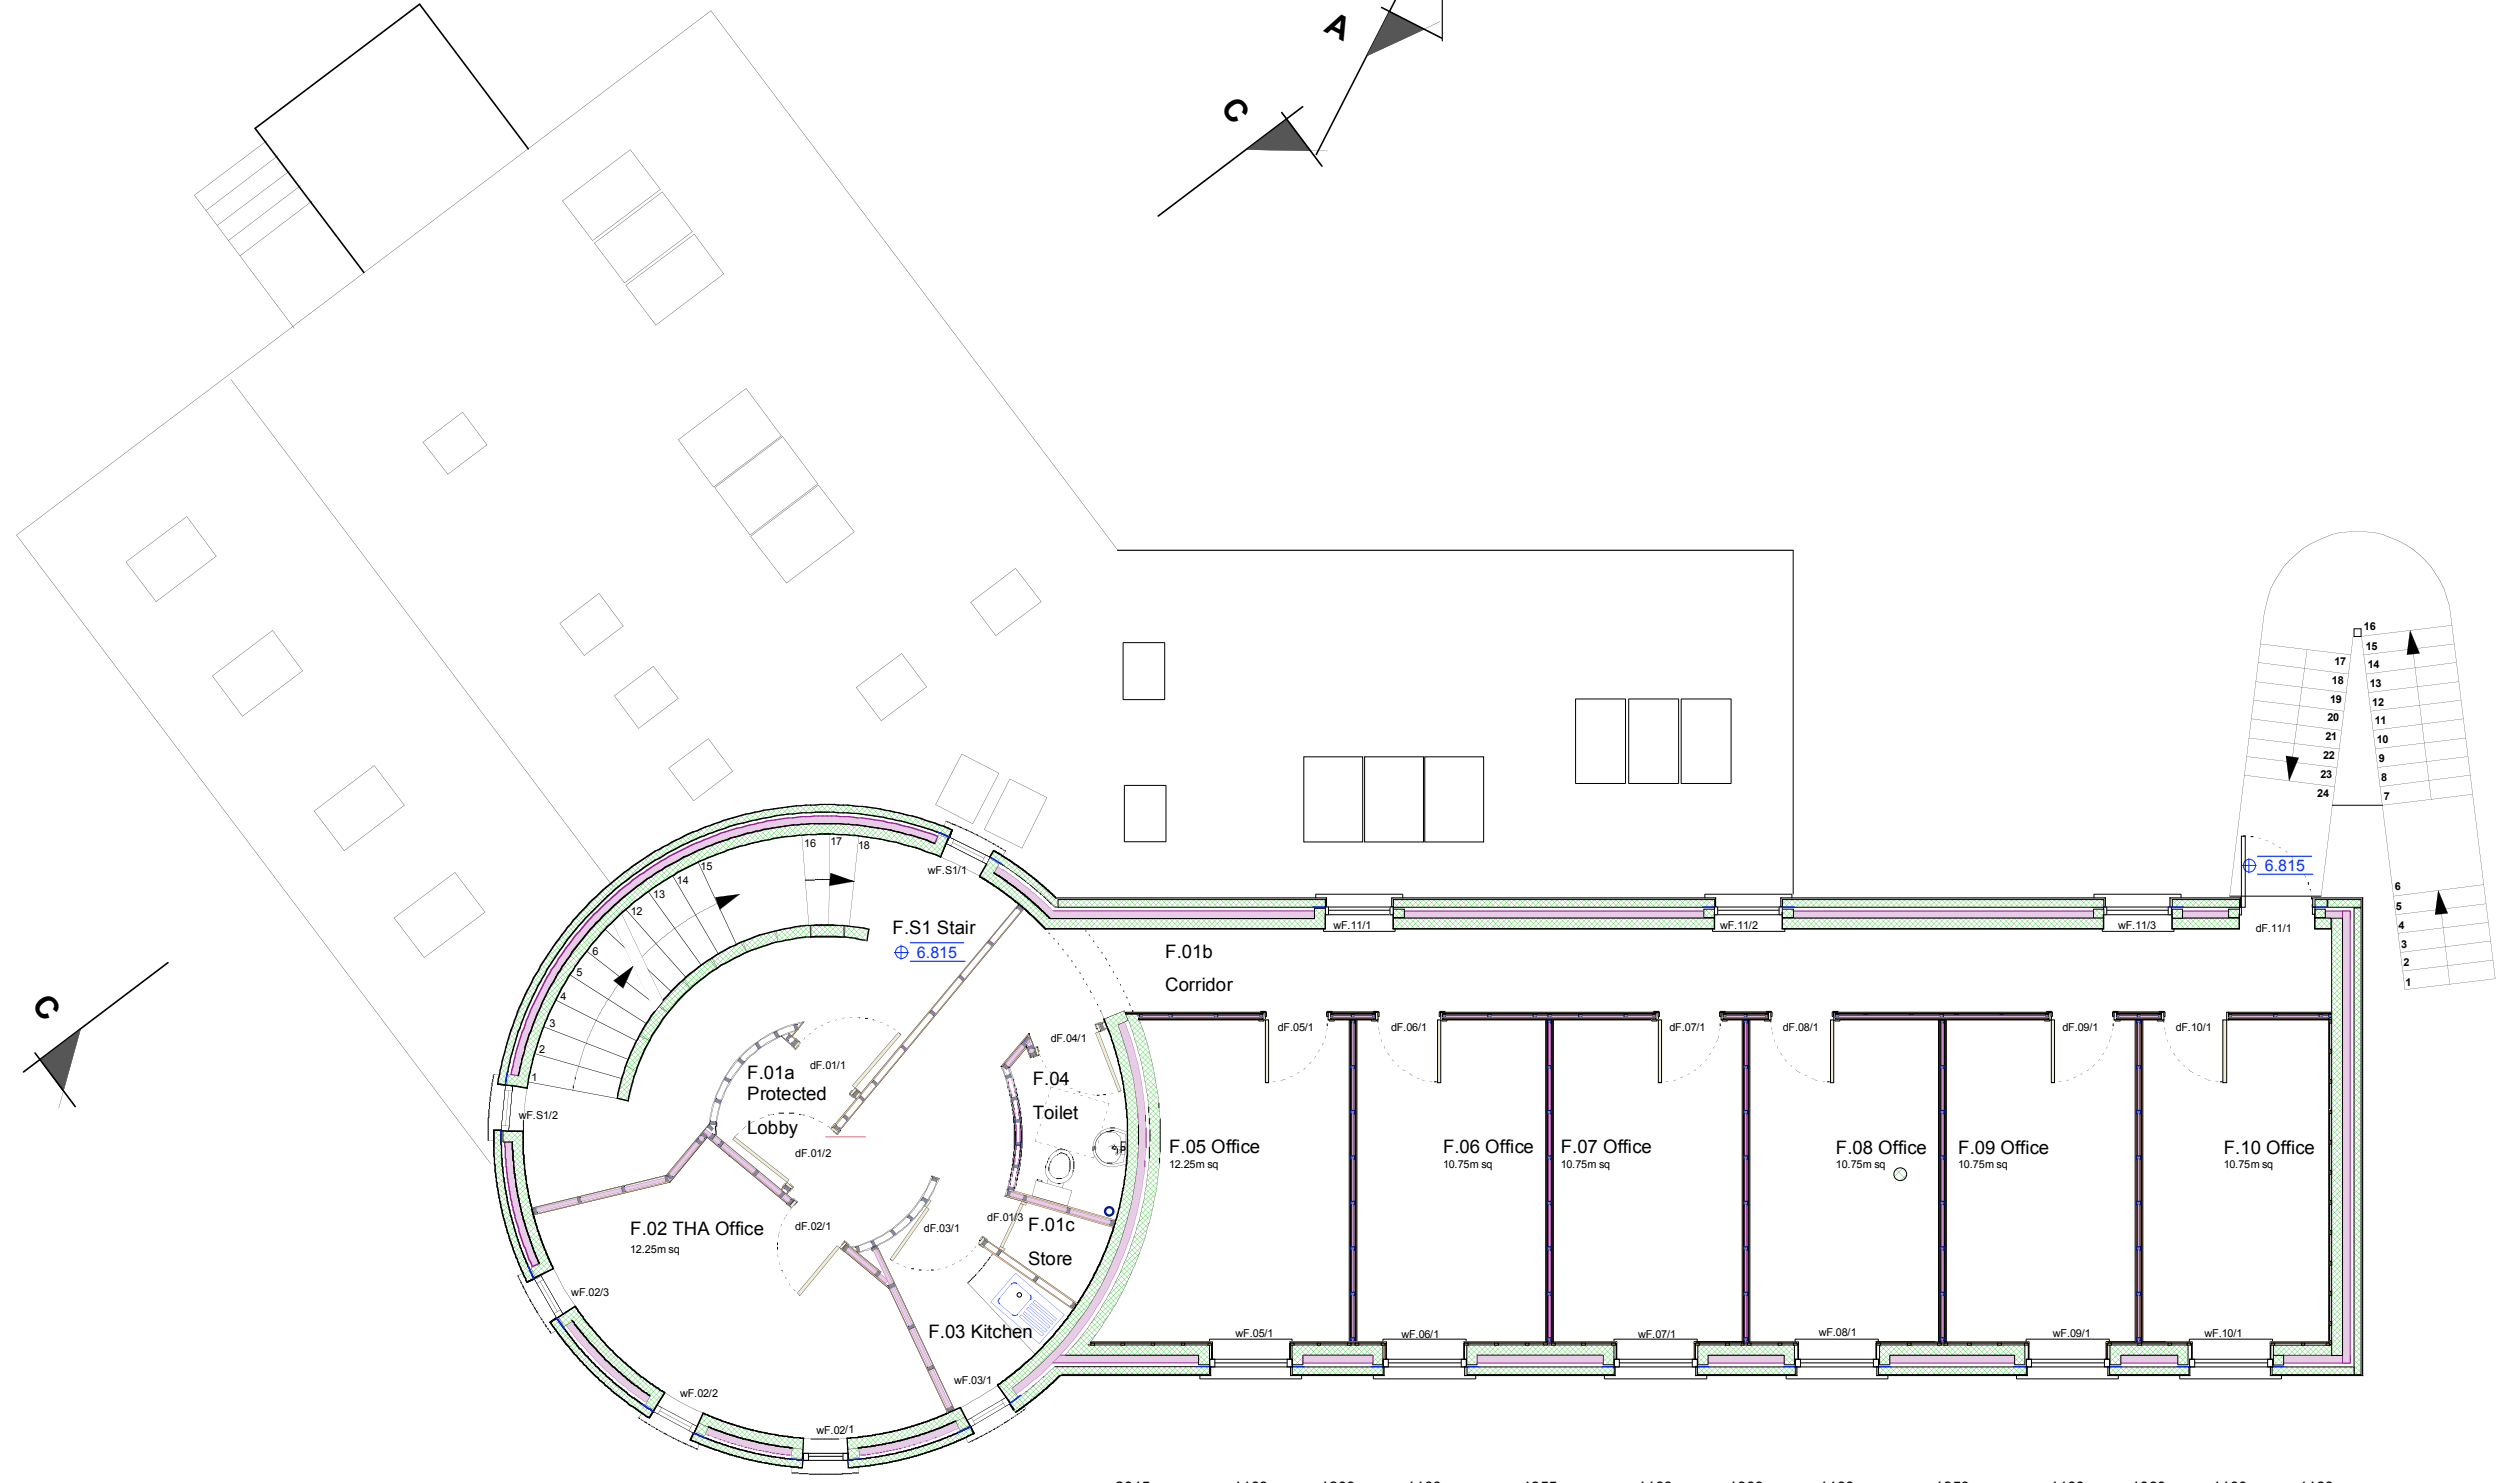 A
C
C
16
15
14
13
12
11
10
9
8
7
17
18
19
20
21
22
23
24
6
5
4
3
2
1
6.815
dF.11/1
16
17
18
15
14
13
12
6
5
4
3
2
1
wF.S1/1
F.S1 Stair
6.815
wF.11/1
wF.11/2
wF.11/3
F.01b
Corridor
dF.05/1
dF.06/1
dF.07/1
dF.08/1
dF.09/1
dF.10/1
dF.04/1
dF.01/1
F.01a
Protected
Lobby
dF.01/2
F.04
Toilet
wF.S1/2
F.05 Office
12.25m sq
F.06 Office
10.75m sq
F.07 Office
10.75m sq
F.08 Office
10.75m sq
F.09 Office
10.75m sq
F.10 Office
10.75m sq
F.02 THA Office
12.25m sq
dF.02/1
dF.03/1
dF.01/3
F.01c
Store
wF.02/3
F.03 Kitchen
wF.05/1
wF.06/1
wF.07/1
wF.08/1
wF.09/1
wF.10/1
wF.03/1
wF.02/2
wF.02/1